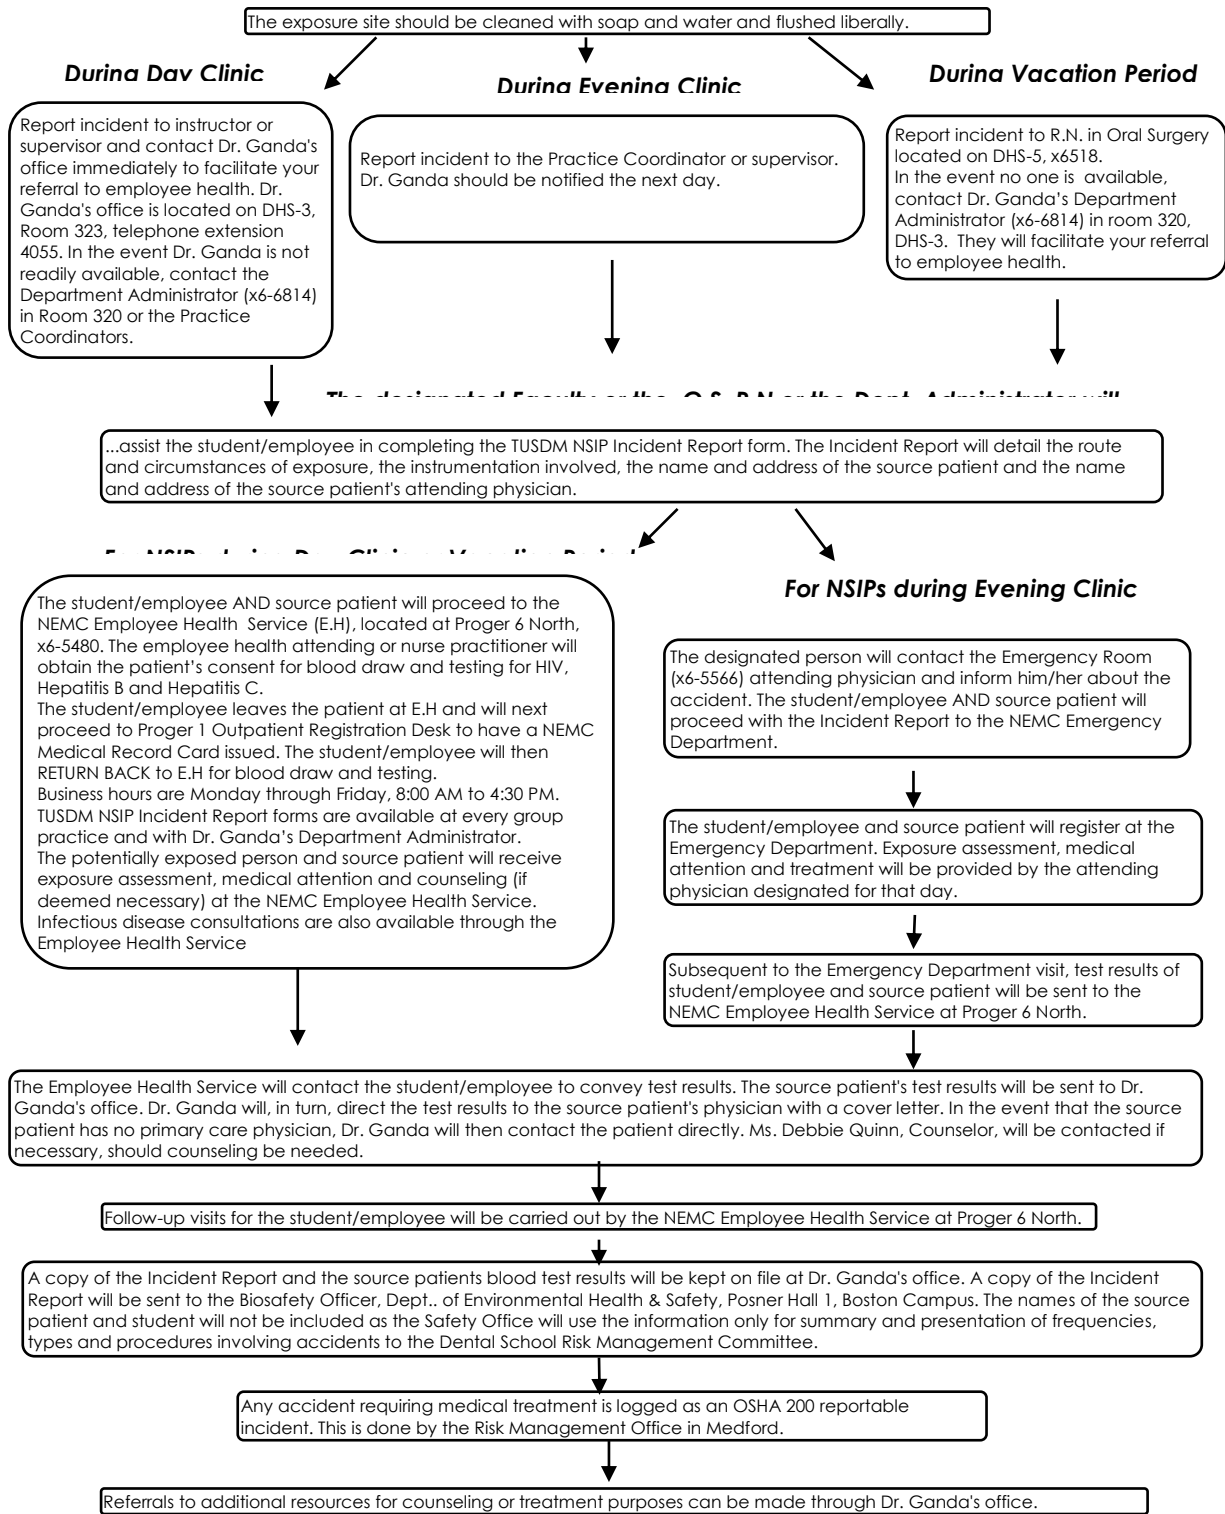 The exposure site should be cleaned with soap and water and flushed liberally.
During Day Clinic
During Evening Clinic
During Vacation Period
Report incident to instructor or
supervisor and contact Dr. Ganda's
office immediately to facilitate your
referral to employee health. Dr.
Ganda's office is located on DHS-3,
Room 323, telephone extension
4055. In the event Dr. Ganda is not
readily available, contact the
Department Administrator (x6-6814)
in Room 320 or the Practice
Coordinators.
Report incident to the Practice Coordinator or supervisor.
Dr. Ganda should be notified the next day.
Report incident to R.N. in Oral Surgery
located on DHS-5, x6518.
In the event no one is available,
contact Dr. Ganda’s Department
Administrator (x6-6814) in room 320,
DHS-3. They will facilitate your referral
to employee health.
The designated Faculty or the O.S. R.N or the Dept. Administrator will
...assist the student/employee in completing the TUSDM NSIP Incident Report form. The Incident Report will detail the route
and circumstances of exposure, the instrumentation involved, the name and address of the source patient and the name
and address of the source patient's attending physician.
For NSIPs during Day Clinic or Vacation Period
The student/employee AND source patient will proceed to the
NEMC Employee Health Service (E.H), located at Proger 6 North,
x6-5480. The employee health attending or nurse practitioner will
obtain the patient’s consent for blood draw and testing for HIV,
Hepatitis B and Hepatitis C.
The student/employee leaves the patient at E.H and will next
proceed to Proger 1 Outpatient Registration Desk to have a NEMC
Medical Record Card issued. The student/employee will then
RETURN BACK to E.H for blood draw and testing.
Business hours are Monday through Friday, 8:00 AM to 4:30 PM.
TUSDM NSIP Incident Report forms are available at every group
practice and with Dr. Ganda’s Department Administrator.
The potentially exposed person and source patient will receive
exposure assessment, medical attention and counseling (if
deemed necessary) at the NEMC Employee Health Service.
Infectious disease consultations are also available through the
Employee Health Service
For NSIPs during Evening Clinic
The designated person will contact the Emergency Room
(x6-5566) attending physician and inform him/her about the
accident. The student/employee AND source patient will
proceed with the Incident Report to the NEMC Emergency
Department.
The student/employee and source patient will register at the
Emergency Department. Exposure assessment, medical
attention and treatment will be provided by the attending
physician designated for that day.
Subsequent to the Emergency Department visit, test results of
student/employee and source patient will be sent to the
NEMC Employee Health Service at Proger 6 North.
The Employee Health Service will contact the student/employee to convey test results. The source patient's test results will be sent to Dr.
Ganda's office. Dr. Ganda will, in turn, direct the test results to the source patient's physician with a cover letter. In the event that the source
patient has no primary care physician, Dr. Ganda will then contact the patient directly. Ms. Debbie Quinn, Counselor, will be contacted if
necessary, should counseling be needed.
Follow-up visits for the student/employee will be carried out by the NEMC Employee Health Service at Proger 6 North.
A copy of the Incident Report and the source patients blood test results will be kept on file at Dr. Ganda's office. A copy of the Incident
Report will be sent to the Biosafety Officer, Dept.. of Environmental Health & Safety, Posner Hall 1, Boston Campus. The names of the source
patient and student will not be included as the Safety Office will use the information only for summary and presentation of frequencies,
types and procedures involving accidents to the Dental School Risk Management Committee.
Any accident requiring medical treatment is logged as an OSHA 200 reportable
incident. This is done by the Risk Management Office in Medford.
Referrals to additional resources for counseling or treatment purposes can be made through Dr. Ganda's office.